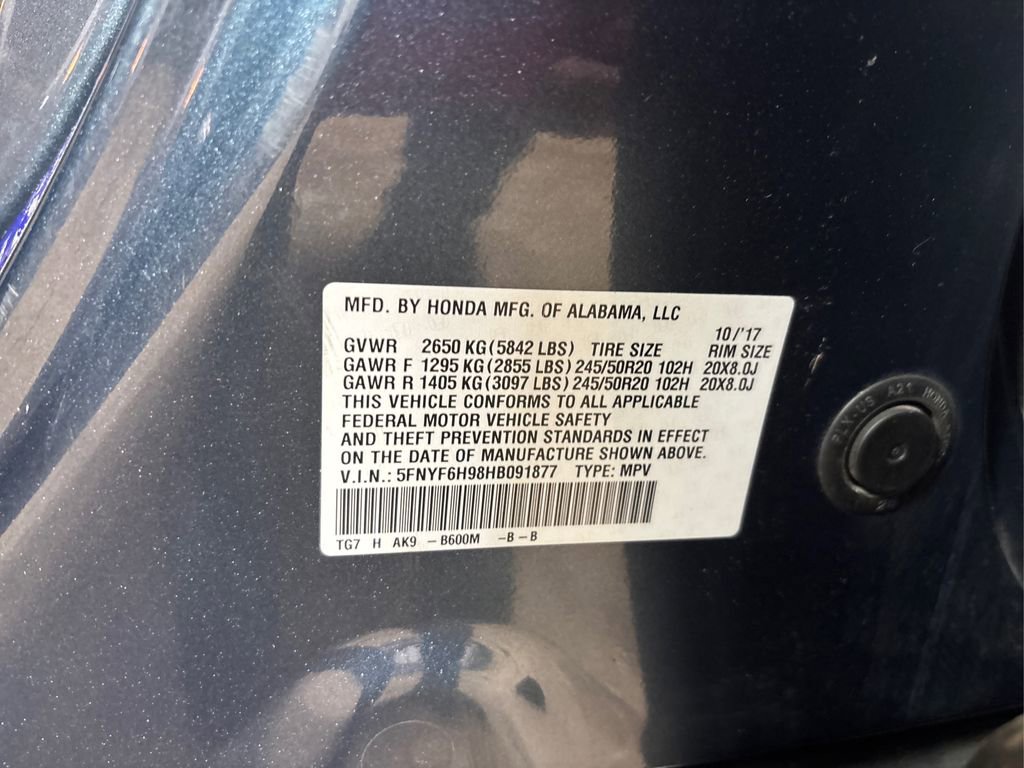 MFD. BY HONDA MFG. OF ALABAMA, LLC
10/'17
GVWR 2650 KG (5842 LBS) TIRE SIZE RIM SIZE
GAWR F 1295 KG (2855 LBS) 245/50R20 102H 20X8.0J
GAWR R 1405 KG (3097 LBS) 245/50R20 102H 20X8.0J
THIS VEHICLE CONFORMS TO ALL APPLICABLE
FEDERAL MOTOR VEHICLE SAFETY
AND THEFT PREVENTION STANDARDS IN EFFECT
ON THE DATE OF MANUFACTURE SHOWN ABOVE.
V.I.N.: 5FNYF6H98HB091877 TYPE: MPV
TG7 H AK9 -B600M -B-B
A21 HONDA